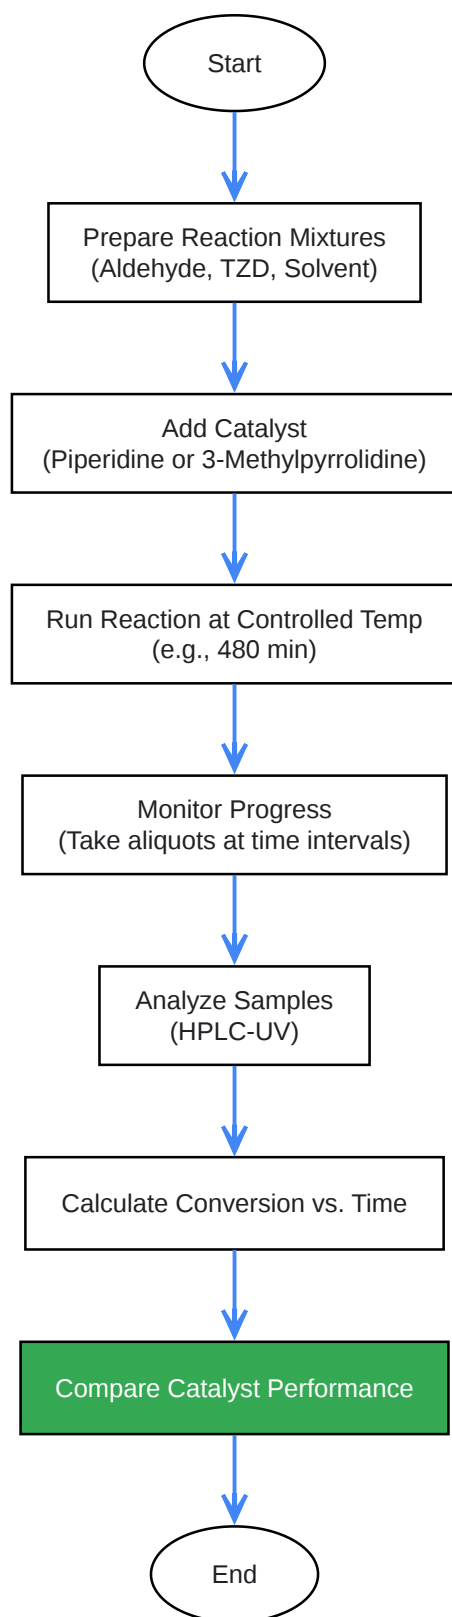 Start
Prepare Reaction Mixtures
(Aldehyde, TZD, Solvent)
Add Catalyst
(Piperidine or 3-Methylpyrrolidine)
Run Reaction at Controlled Temp
(e.g., 480 min)
Monitor Progress
(Take aliquots at time intervals)
Analyze Samples
(HPLC-UV)
Calculate Conversion vs. Time
Compare Catalyst Performance
End